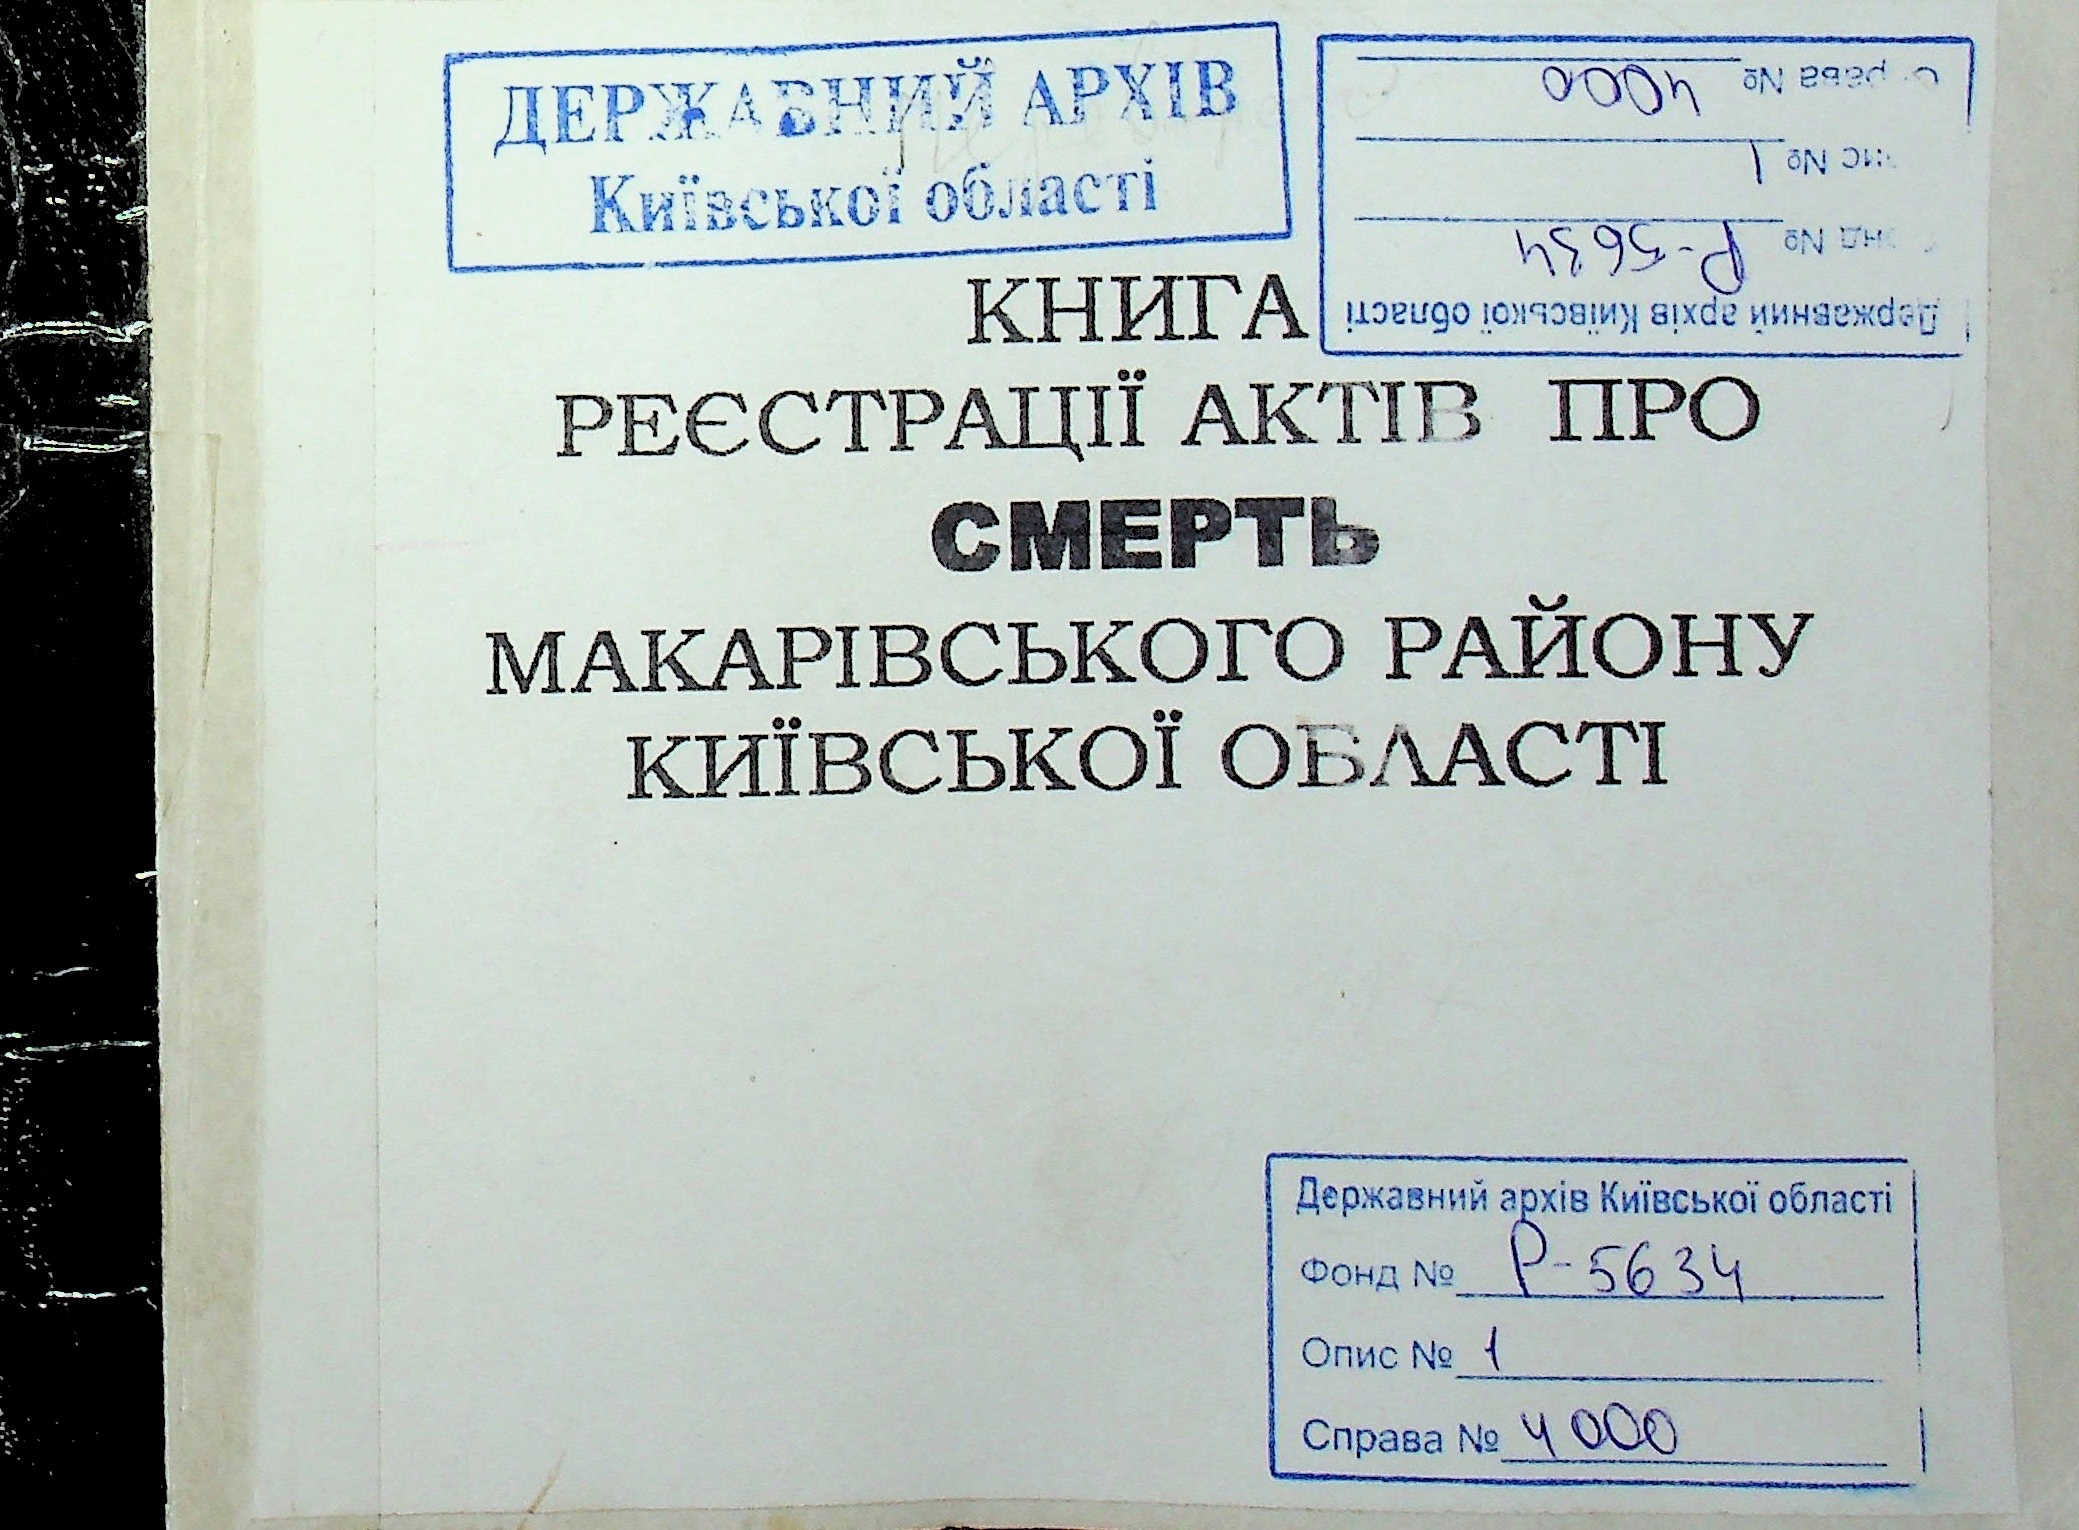 ДЕРЖАВНИЙ АРХІВ
Київської області
Державний архів Київської області
Фонд № Р-5634
Опис № 1
Справа № 4000
КНИГА
РЕЄСТРАЦІЇ АКТІВ ПРО
СМЕРТЬ
МАКАРІВСЬКОГО РАЙОНУ
КИЇВСЬКОЇ ОБЛАСТІ
Державний архів Київської області
Фонд № Р-5634
Опис № 1
Справа № 4000